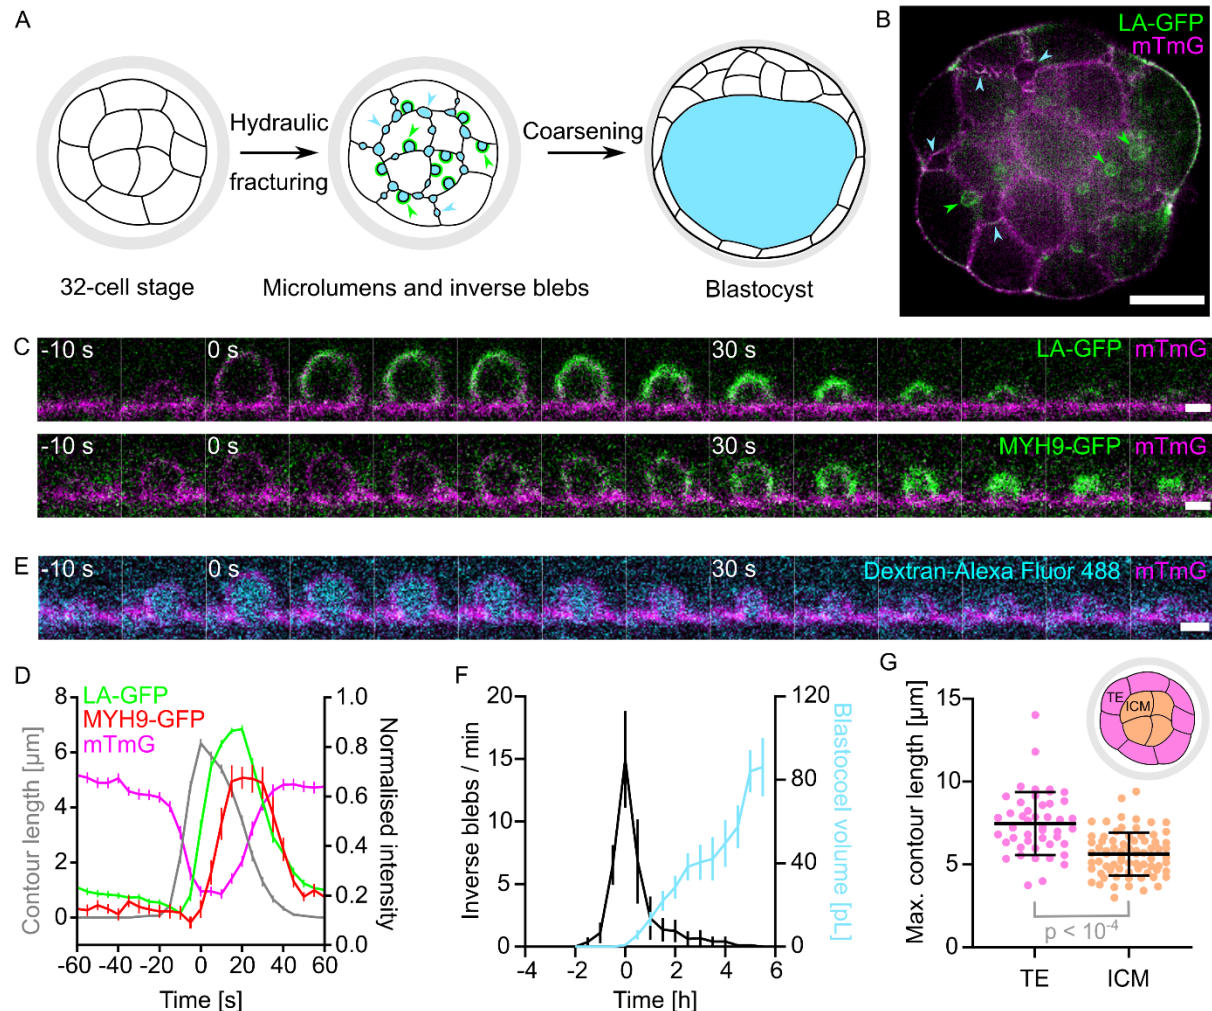 A
Hydraulic
fracturing
Coarsening
32-cell stage
Microlumens and inverse blebs
Blastocyst
B
LA-GFP
mTmG
C
-10 s
0 s
30 s
LA-GFP
mTmG
-10 s
0 s
30 s
MYH9-GFP
mTmG
E
-10 s
0 s
30 s
Dextran-Alexa Fluor 488
mTmG
D
LA-GFP
MYH9-GFP
mTmG
Contour length [µm]
8
6
4
2
0
Normalised intensity
1.0
0.8
0.6
0.4
0.2
0.0
-60 -40 -20 0 20 40 60
Time [s]
F
Inverse blebs / min
20
15
10
5
0
Blastocoel volume [pL]
120
80
40
0
-4 -2 0 2 4 6
Time [h]
G
TE
ICM
Max. contour length [µm]
15
10
5
0
p < 10⁻⁴
TE
ICM